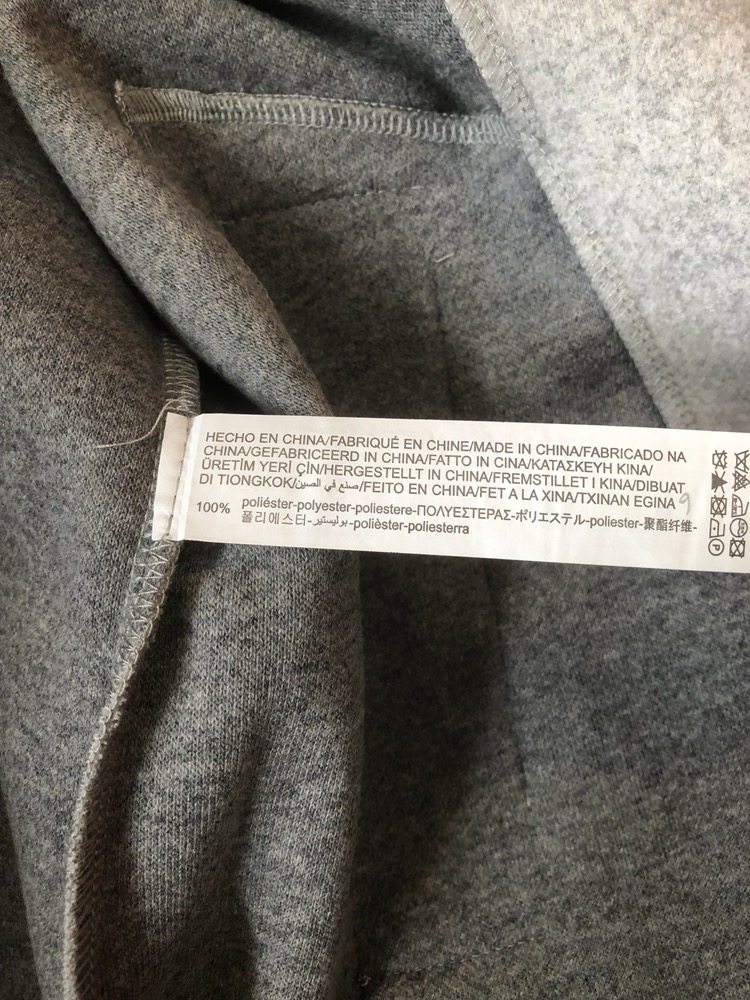 HECHO EN CHINA/FABRIQUÉ EN CHINE/MADE IN CHINA/FABRICADO NA
CHINA/GEFABRICEERD IN CHINA/FATTO IN CINA/ΚΑΤΑΣΚΕΥΗ ΚΙΝΑ/
ÜRETİM YERİ ÇİN/HERGESTELLT IN CHINA/FREMSTILLET I KINA/DIBUAT
DI TIONGKOK/صنع في الصين/FEITO EN CHINA/FET A LA XINA/TXINAN EGINA 9
100% poliéster-polyester-poliestere-ΠΟΛΥΕΣΤΕΡΑΣ-ポリエステル-poliester-聚酯纤维-
폴리에스터-بوليستير-polièster-poliesterra